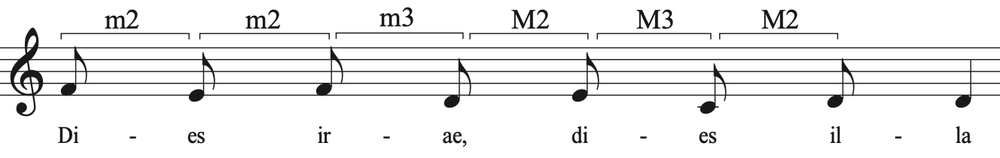 m2 m2 m3 M2 M3 M2
Di - es ir - ae, di - es il - la